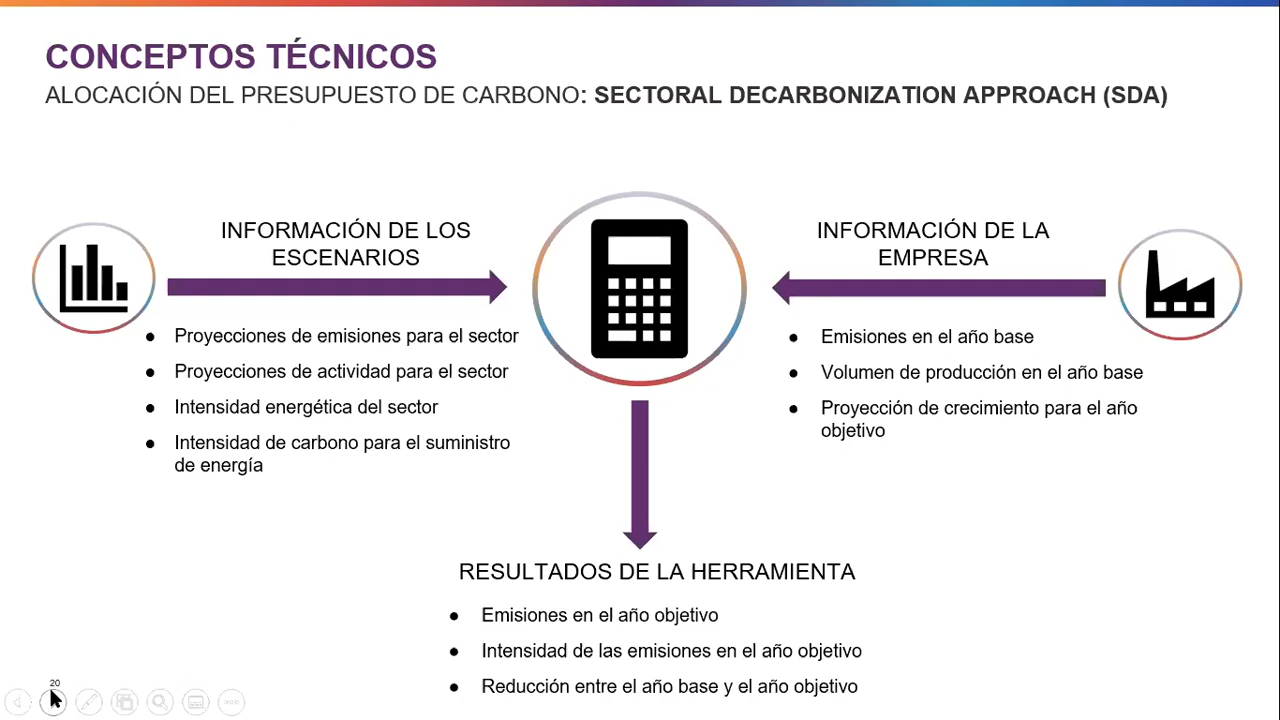 CONCEPTOS TÉCNICOS
ALOCACIÓN DEL PRESUPUESTO DE CARBONO: SECTORAL DECARBONIZATION APPROACH (SDA)
INFORMACIÓN DE LOS
ESCENARIOS
● Proyecciones de emisiones para el sector
● Proyecciones de actividad para el sector
● Intensidad energética del sector
● Intensidad de carbono para el suministro
de energía
INFORMACIÓN DE LA
EMPRESA
● Emisiones en el año base
● Volumen de producción en el año base
● Proyección de crecimiento para el año
objetivo
RESULTADOS DE LA HERRAMIENTA
● Emisiones en el año objetivo
● Intensidad de las emisiones en el año objetivo
● Reducción entre el año base y el año objetivo
20